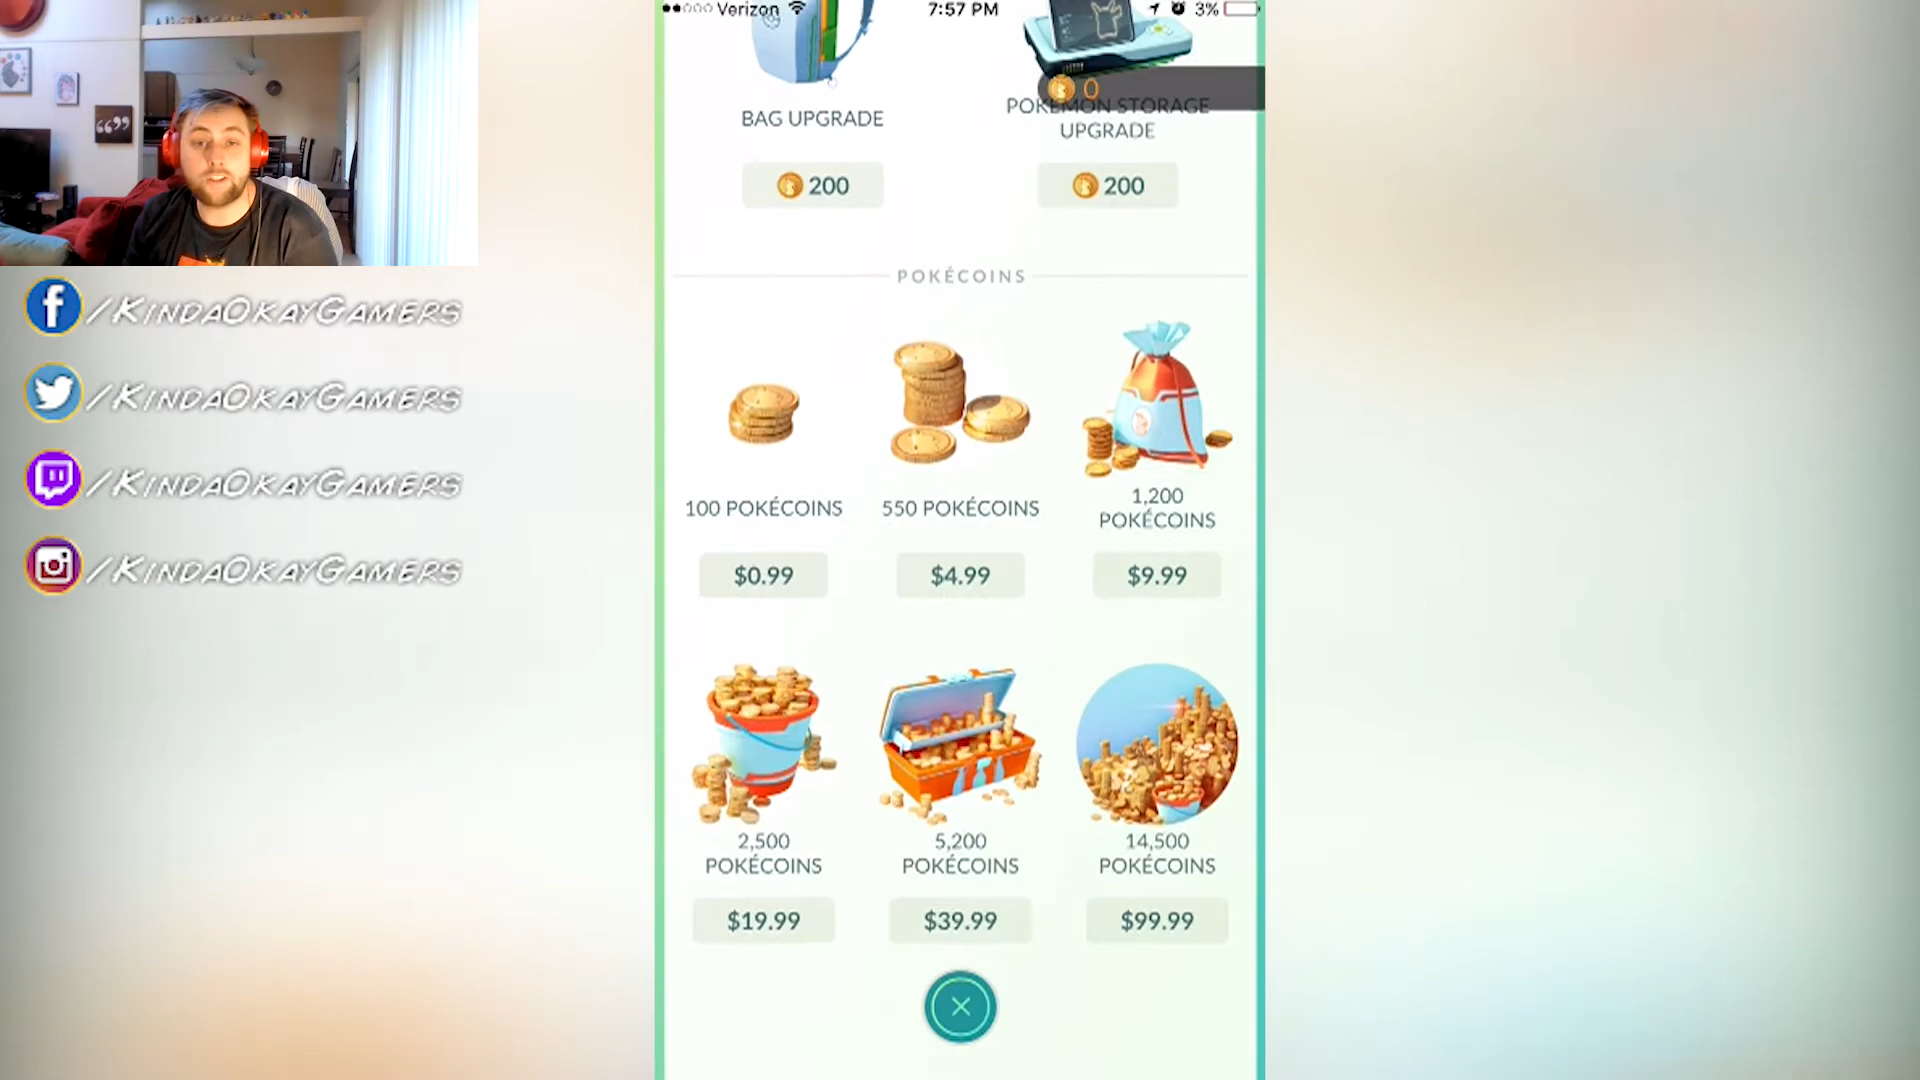 Verizon 7:57 PM 3%
0
BAG UPGRADE
POKÉMON STORAGE
UPGRADE
200
200
POKÉCOINS
100 POKÉCOINS
550 POKÉCOINS
1,200
POKÉCOINS
$0.99
$4.99
$9.99
2,500
POKÉCOINS
5,200
POKÉCOINS
14,500
POKÉCOINS
$19.99
$39.99
$99.99
/KINDAOKAYGAMERS
/KINDAOKAYGAMERS
/KINDAOKAYGAMERS
/KINDAOKAYGAMERS